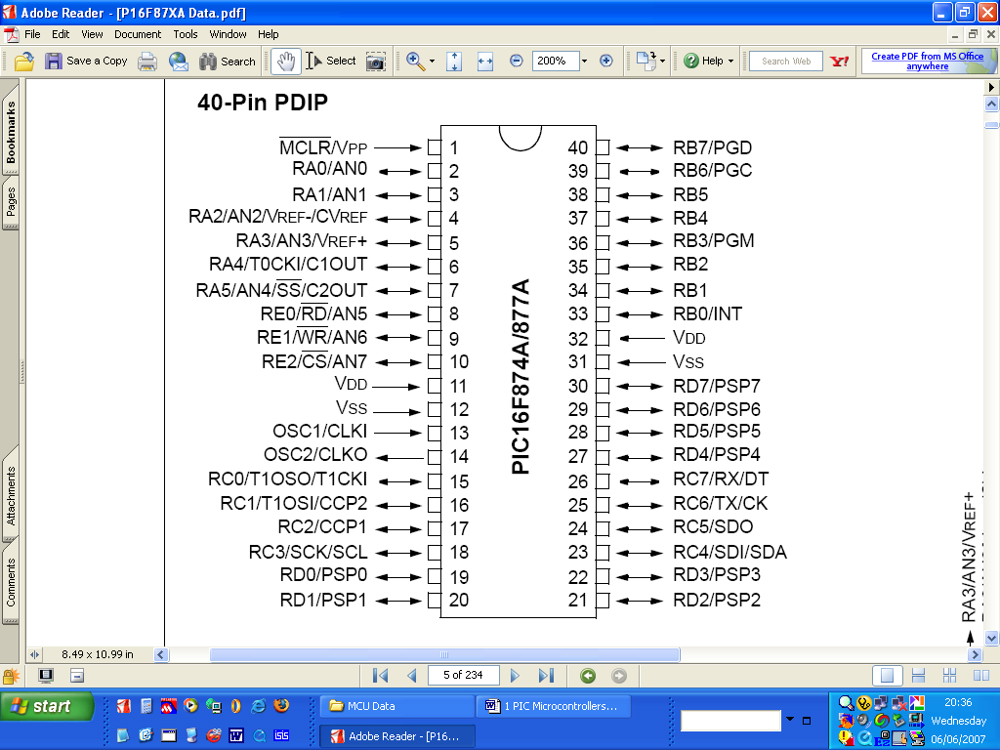 Adobe Reader - [P16F87XA Data.pdf]
File Edit View Document Tools Window Help
Save a Copy Search Select 200% Help Search Web Y! Create PDF from MS Office anywhere
Bookmarks
Pages
Attachments
Comments
40-Pin PDIP
MCLR/VPP 1 40 RB7/PGD
RA0/AN0 2 39 RB6/PGC
RA1/AN1 3 38 RB5
RA2/AN2/VREF-/CVREF 4 37 RB4
RA3/AN3/VREF+ 5 36 RB3/PGM
RA4/T0CKI/C1OUT 6 35 RB2
RA5/AN4/SS/C2OUT 7 34 RB1
RE0/RD/AN5 8 33 RB0/INT
RE1/WR/AN6 9 32 VDD
RE2/CS/AN7 10 31 VSS
VDD 11 30 RD7/PSP7
VSS 12 29 RD6/PSP6
OSC1/CLKI 13 28 RD5/PSP5
OSC2/CLKO 14 27 RD4/PSP4
RC0/T1OSO/T1CKI 15 26 RC7/RX/DT
RC1/T1OSI/CCP2 16 25 RC6/TX/CK
RC2/CCP1 17 24 RC5/SDO
RC3/SCK/SCL 18 23 RC4/SDI/SDA
RD0/PSP0 19 22 RD3/PSP3
RD1/PSP1 20 21 RD2/PSP2
PIC16F874A/877A
RA3/AN3/VREF+
8.49 x 10.99 in
5 of 234
start MCU Data 1 PIC Microcontrollers... 20:36
Wednesday
Adobe Reader - [P16... 06/06/2007
ISIS